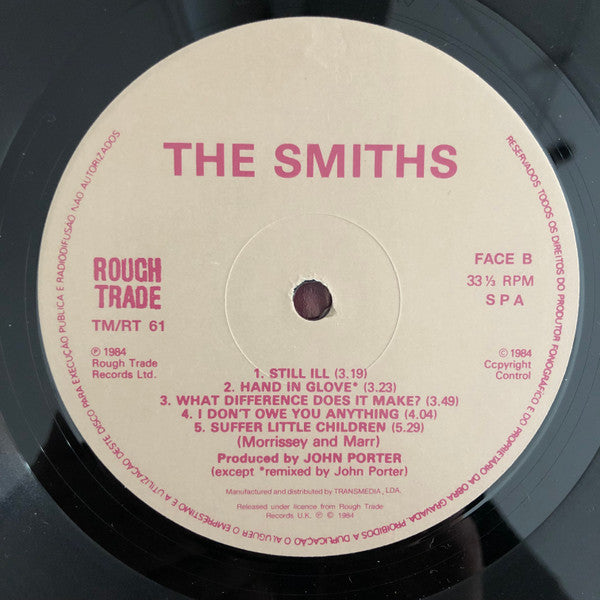 THE SMITHS
ROUGH
TRADE
TM/RT 61
℗ 1984
Rough Trade
Records Ltd.
FACE B
33⅓ RPM
S P A
© 1984
Ccpyright
Control
1. STILL ILL (3.19)
2. HAND IN GLOVE* (3.23)
3. WHAT DIFFERENCE DOES IT MAKE? (3.49)
4. I DON'T OWE YOU ANYTHING (4.04)
5. SUFFER LITTLE CHILDREN (5.29)
(Morrissey and Marr)
Produced by JOHN PORTER
(except *remixed by John Porter)
Manufactured and distributed by TRANSMEDIA, LDA.
Released under licence from Rough Trade
Records U.K. ℗ © 1984
RESERVADOS TODOS OS DIREITOS DO PRODUTOR FONOGRÁFICO E DO PROPRIETÁRIO DA OBRA GRAVADA. PROIBIDOS A DUPLICAÇÃO O ALUGUER O EMPRÉSTIMO E A UTILIZAÇÃO DESTE DISCO PARA EXECUÇÃO PÚBLICA E RADIODIFUSÃO NÃO AUTORIZADOS